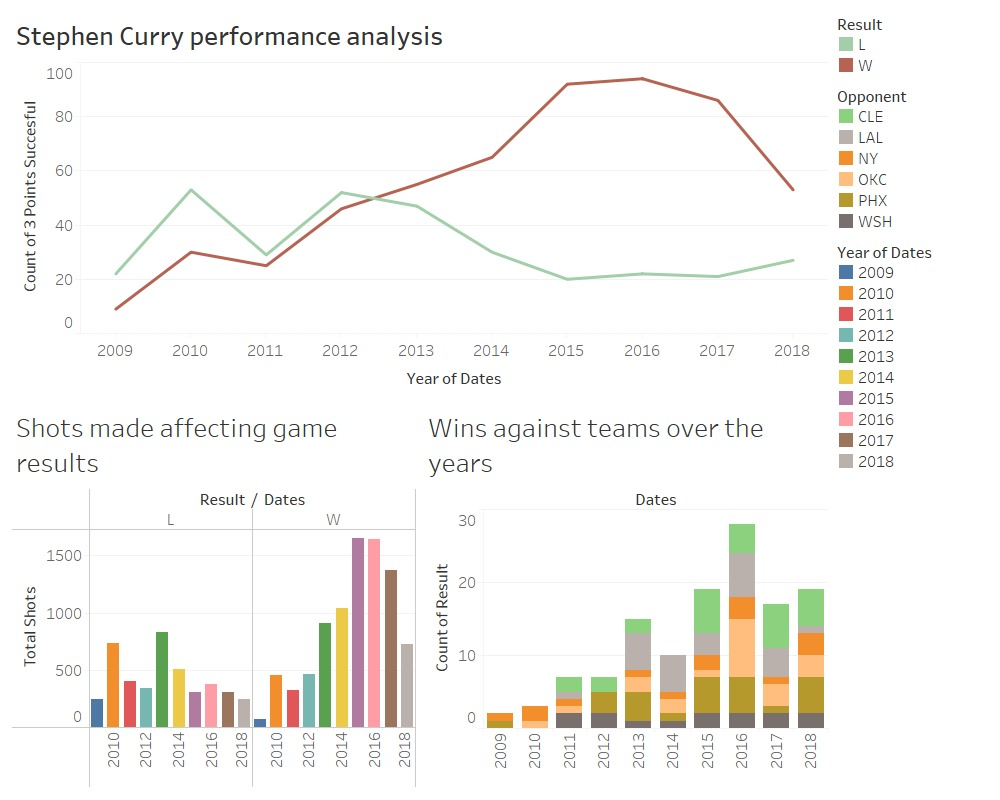 Stephen Curry performance analysis
Count of 3 Points Succesful
100
80
60
40
20
0
2009 2010 2011 2012 2013 2014 2015 2016 2017 2018
Year of Dates
Result
L
W
Opponent
CLE
LAL
NY
OKC
PHX
WSH
Year of Dates
2009
2010
2011
2012
2013
2014
2015
2016
2017
2018
Shots made affecting game
results
Result / Dates
L W
Total Shots
1500
1000
500
0
2010 2012 2014 2016 2018 2010 2012 2014 2016 2018
Wins against teams over the
years
Dates
Count of Result
30
20
10
0
2009 2010 2011 2012 2013 2014 2015 2016 2017 2018